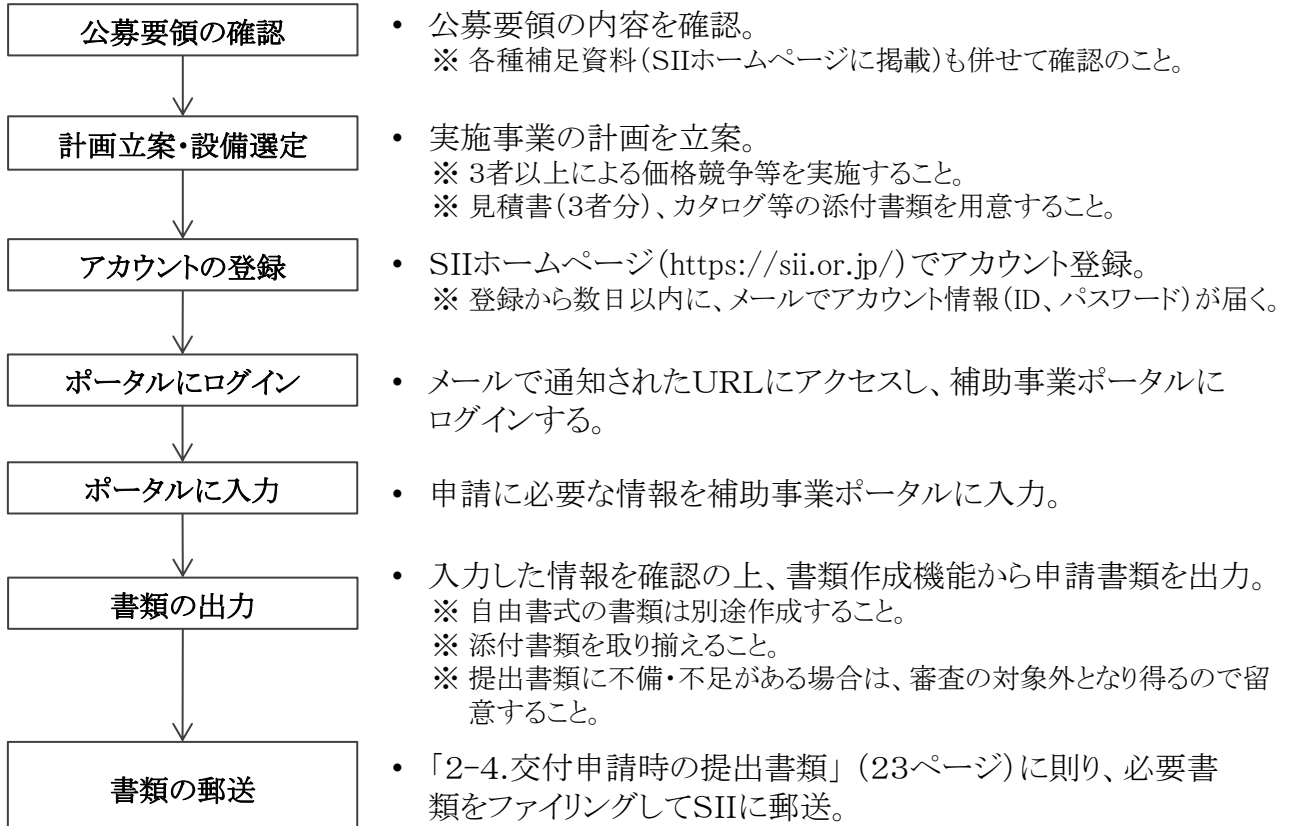 公募要領の確認
• 公募要領の内容を確認。
※ 各種補足資料(SIIホームページに掲載)も併せて確認のこと。
計画立案・設備選定
• 実施事業の計画を立案。
※ 3者以上による価格競争等を実施すること。
※ 見積書(3者分)、カタログ等の添付書類を用意すること。
アカウントの登録
• SIIホームページ(https://sii.or.jp/)でアカウント登録。
※ 登録から数日以内に、メールでアカウント情報(ID、パスワード)が届く。
ポータルにログイン
• メールで通知されたURLにアクセスし、補助事業ポータルに
ログインする。
ポータルに入力
• 申請に必要な情報を補助事業ポータルに入力。
書類の出力
• 入力した情報を確認の上、書類作成機能から申請書類を出力。
※ 自由書式の書類は別途作成すること。
※ 添付書類を取り揃えること。
※ 提出書類に不備・不足がある場合は、審査の対象外となり得るので留
意すること。
書類の郵送
• 「2-4.交付申請時の提出書類」(23ページ)に則り、必要書
類をファイリングしてSIIに郵送。